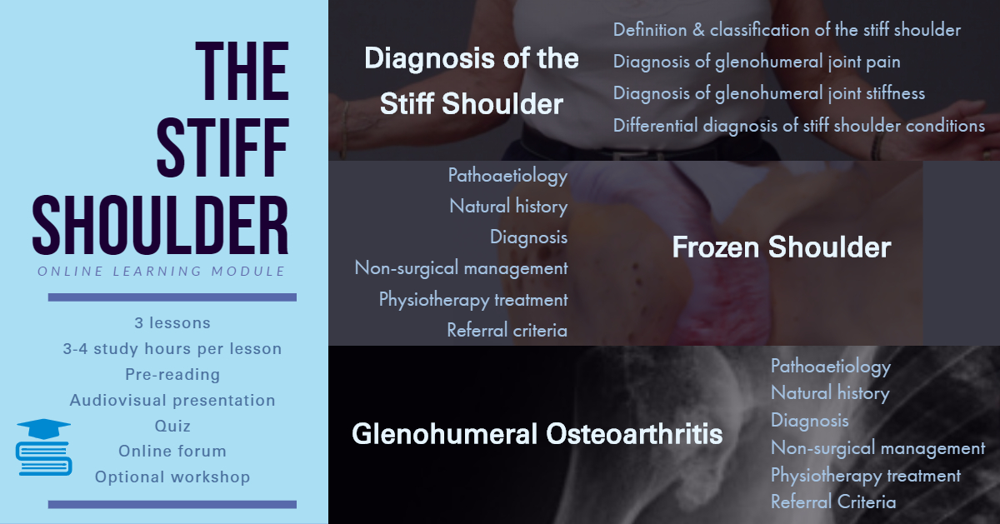 THE
STIFF
SHOULDER
ONLINE LEARNING MODULE
3 lessons
3-4 study hours per lesson
Pre-reading
Audiovisual presentation
Quiz
Online forum
Optional workshop
Diagnosis of the
Stiff Shoulder
Definition & classification of the stiff shoulder
Diagnosis of glenohumeral joint pain
Diagnosis of glenohumeral joint stiffness
Differential diagnosis of stiff shoulder conditions
Pathoaetiology
Natural history
Diagnosis
Non-surgical management
Physiotherapy treatment
Referral criteria
Frozen Shoulder
Glenohumeral Osteoarthritis
Pathoaetiology
Natural history
Diagnosis
Non-surgical management
Physiotherapy treatment
Referral Criteria